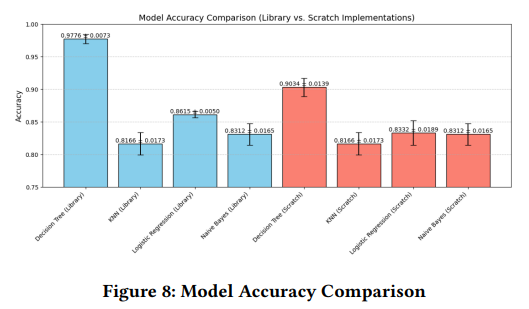 Model Accuracy Comparison (Library vs. Scratch Implementations)
Accuracy
1.00
0.95
0.90
0.85
0.80
0.75
0.9776 ± 0.0073
0.8166 ± 0.0173
0.8615 ± 0.0050
0.8312 ± 0.0165
0.9034 ± 0.0139
0.8166 ± 0.0173
0.8332 ± 0.0189
0.8312 ± 0.0165
Decision Tree (Library)
KNN (Library)
Logistic Regression (Library)
Naive Bayes (Library)
Decision Tree (Scratch)
KNN (Scratch)
Logistic Regression (Scratch)
Naive Bayes (Scratch)
Figure 8: Model Accuracy Comparison